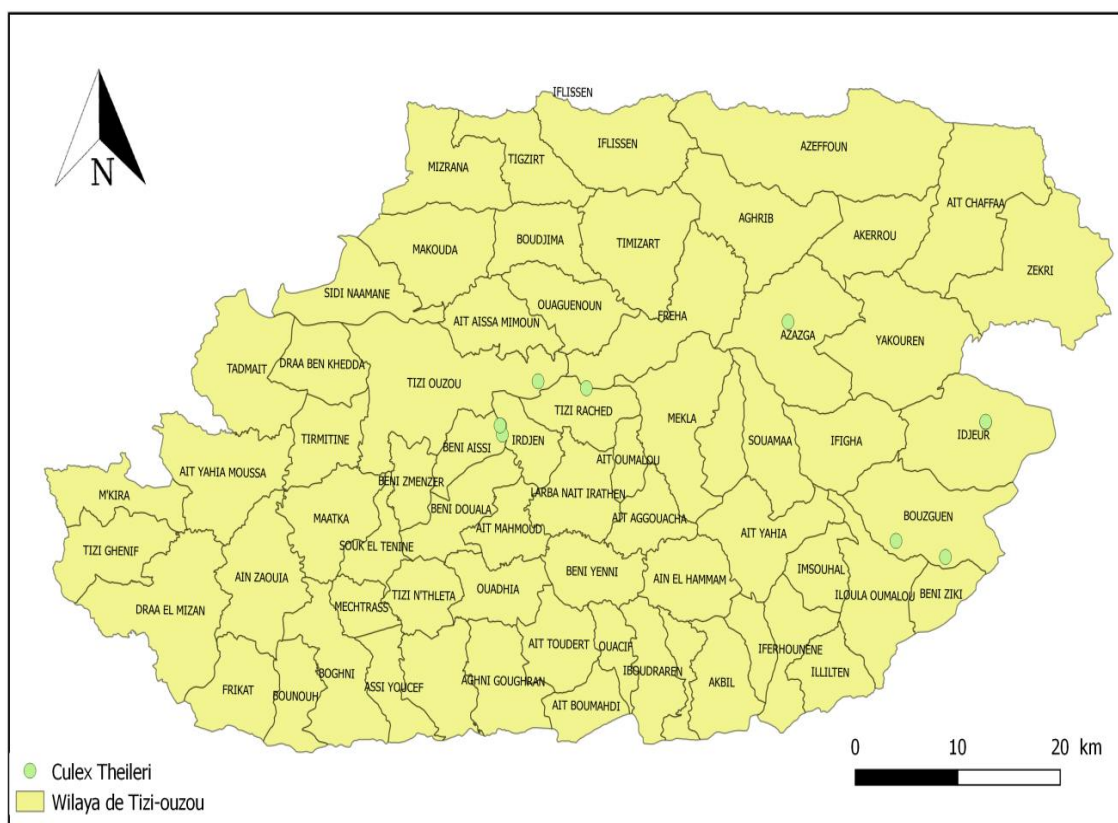 IFLISSEN
IFLISSEN
AZEFFOUN
TIGZIRT
MIZRANA
AIT CHAFFAA
AGHRIB
AKERROU
BOUDJIMA
TIMIZART
MAKOUDA
ZEKRI
SIDI NAAMANE
OUAGUENOUN
AIT AISSA MIMOUN
FREHA
AZAZGA
YAKOUREN
DRAA BEN KHEDDA
TADMAIT
TIZI OUZOU
TIZI RACHED
MEKLA
TIRMITINE
BENI AISSI
IRDJEN
SOUAMAA
IFIGHA
IDJEUR
AIT OUMALOU
AIT YAHIA MOUSSA
BENI ZMENZER
M'KIRA
LARBA NAIT IRATHEN
BENI DOUALA
MAATKA
AIT MAHMOUD
AIT AGGOUACHA
BOUZGUEN
AIT YAHIA
SOUK EL TENINE
TIZI GHENIF
AIN ZAOUIA
BENI YENNI
AIN EL HAMMAM
IMSOUHAL
OUADHIA
TIZI N'THLETA
ILOULA OUMALOU
BENI ZIKI
MECHTRASS
DRAA EL MIZAN
IFERHOUNENE
AIT TOUDERT
OUACIF
BOGHNI
IBOUDRAREN
ILLILTEN
AKBIL
AGHNI GOUGHRAN
ASSI YOUCEF
FRIKAT
BOUNOUH
AIT BOUMAHDI
N
0 10 20 km
Culex Theileri
Wilaya de Tizi-ouzou